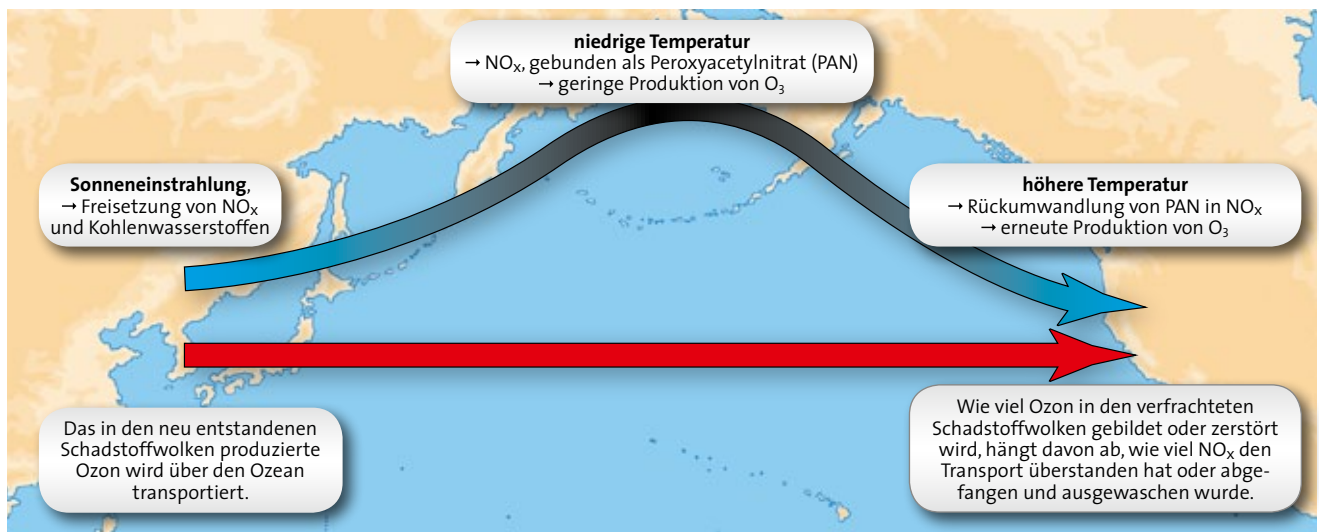 niedrige Temperatur
→ NOₓ, gebunden als Peroxyacetylnitrat (PAN)
→ geringe Produktion von O₃
Sonneneinstrahlung,
→ Freisetzung von NOₓ
und Kohlenwasserstoffen
höhere Temperatur
→ Rückumwandlung von PAN in NOₓ
→ erneute Produktion von O₃
Das in den neu entstandenen
Schadstoffwolken produzierte
Ozon wird über den Ozean
transportiert.
Wie viel Ozon in den verfrachteten
Schadstoffwolken gebildet oder zerstört
wird, hängt davon ab, wie viel NOₓ den
Transport überstanden hat oder abge-
fangen und ausgewaschen wurde.